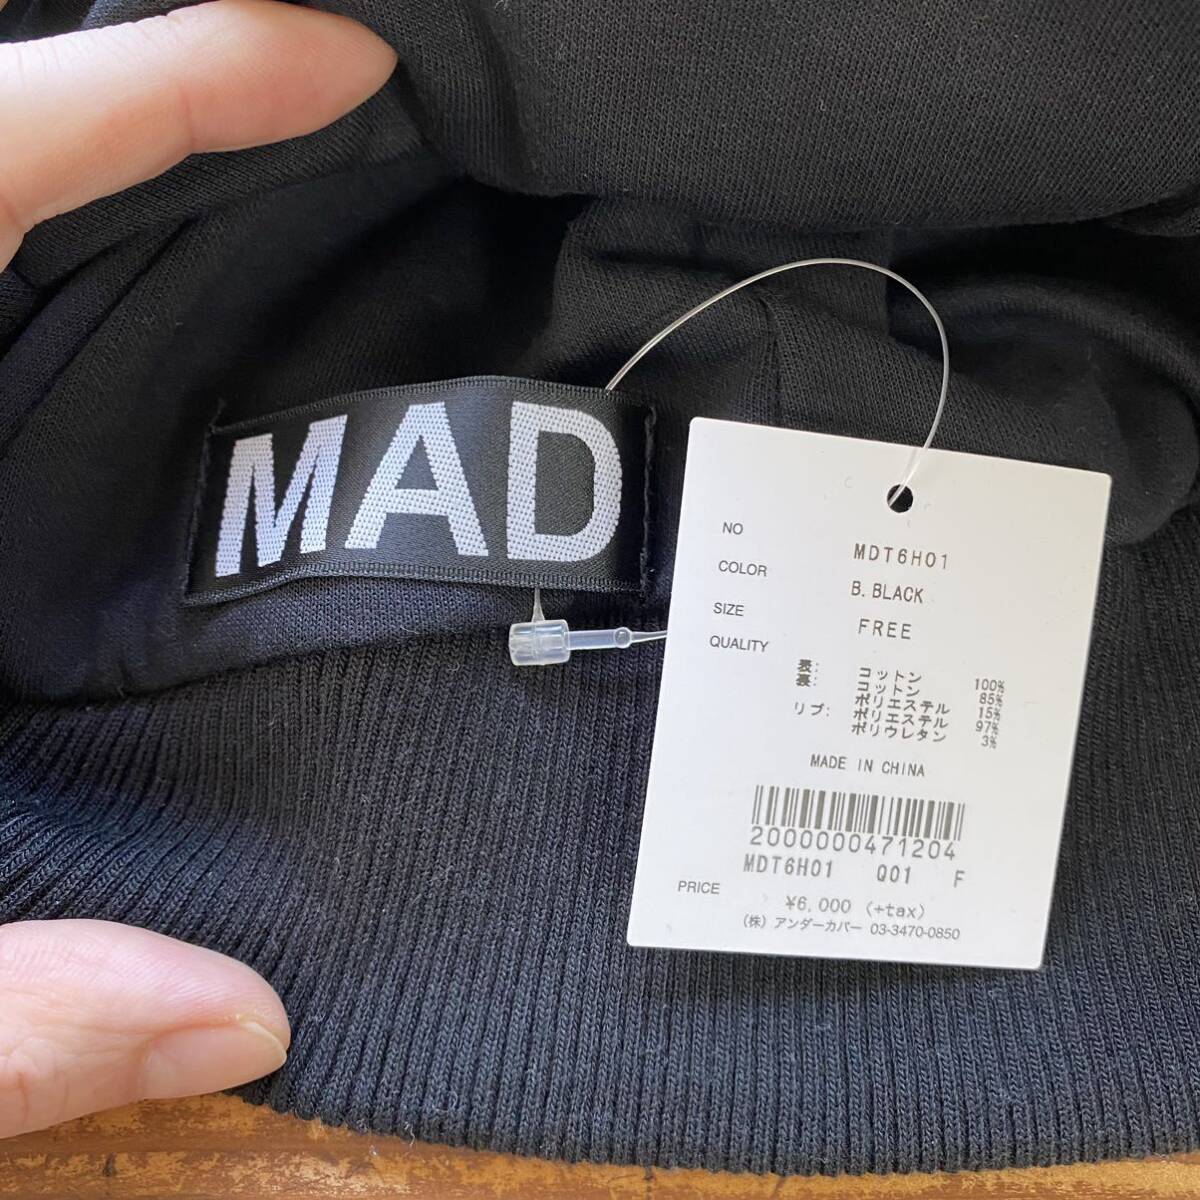 MAD
NO MDT6H01
COLOR B.BLACK
SIZE FREE
QUALITY
表: コットン 100%
裏: コットン 85%
ポリエステル 15%
リブ: ポリエステル 97%
ポリウレタン 3%
MADE IN CHINA
2000000471204
MDT6H01 Q01 F
PRICE ¥6,000 (+tax)
(株) アンダーカバー 03-3470-0850